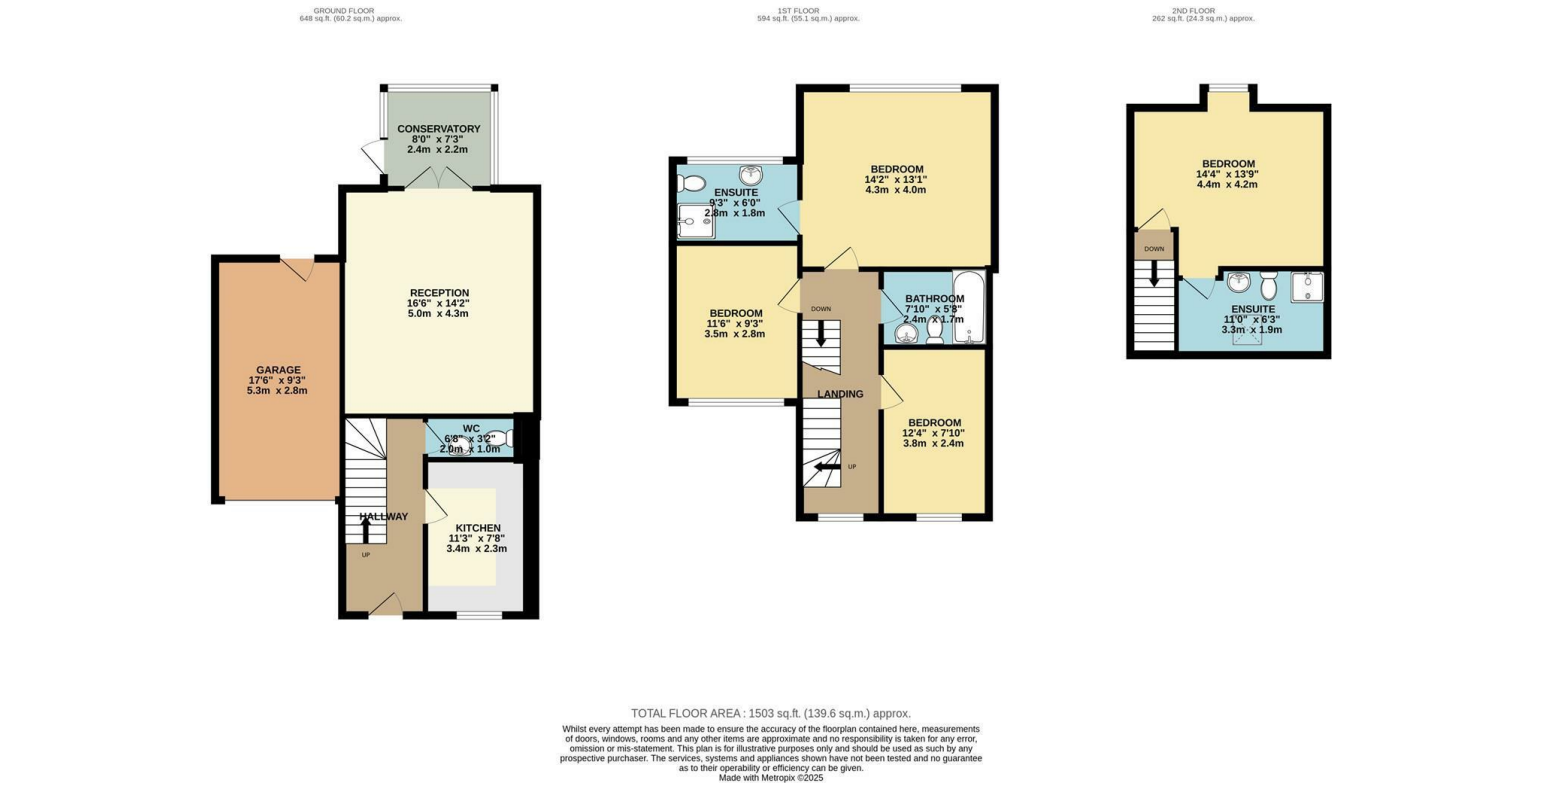 GROUND FLOOR
648 sq.ft. (60.2 sq.m.) approx.
1ST FLOOR
594 sq.ft. (55.1 sq.m.) approx.
2ND FLOOR
262 sq.ft. (24.3 sq.m.) approx.
CONSERVATORY
8'0" x 7'3"
2.4m x 2.2m
RECEPTION
16'6" x 14'2"
5.0m x 4.3m
GARAGE
17'6" x 9'3"
5.3m x 2.8m
WC
6'8" x 3'2"
2.0m x 1.0m
HALLWAY
UP
KITCHEN
11'3" x 7'8"
3.4m x 2.3m
BEDROOM
14'2" x 13'1"
4.3m x 4.0m
ENSUITE
9'3" x 6'0"
2.8m x 1.8m
BEDROOM
11'6" x 9'3"
3.5m x 2.8m
DOWN
BATHROOM
7'10" x 5'8"
2.4m x 1.7m
LANDING
UP
BEDROOM
12'4" x 7'10"
3.8m x 2.4m
BEDROOM
14'4" x 13'9"
4.4m x 4.2m
DOWN
ENSUITE
11'0" x 6'3"
3.3m x 1.9m
TOTAL FLOOR AREA : 1503 sq.ft. (139.6 sq.m.) approx.
Whilst every attempt has been made to ensure the accuracy of the floorplan contained here, measurements
of doors, windows, rooms and any other items are approximate and no responsibility is taken for any error,
omission or mis-statement. This plan is for illustrative purposes only and should be used as such by any
prospective purchaser. The services, systems and appliances shown have not been tested and no guarantee
as to their operability or efficiency can be given.
Made with Metropix ©2025